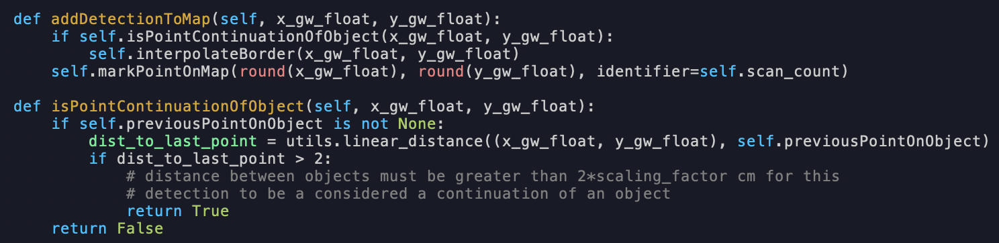 def addDetectionToMap(self, x_gw_float, y_gw_float):
    if self.isPointContinuationOfObject(x_gw_float, y_gw_float):
        self.interpolateBorder(x_gw_float, y_gw_float)
    self.markPointOnMap(round(x_gw_float), round(y_gw_float), identifier=self.scan_count)

def isPointContinuationOfObject(self, x_gw_float, y_gw_float):
    if self.previousPointOnObject is not None:
        dist_to_last_point = utils.linear_distance((x_gw_float, y_gw_float), self.previousPointOnObject)
        if dist_to_last_point > 2:
            # distance between objects must be greater than 2*scaling_factor cm for this
            # detection to be a considered a continuation of an object
            return True
    return False